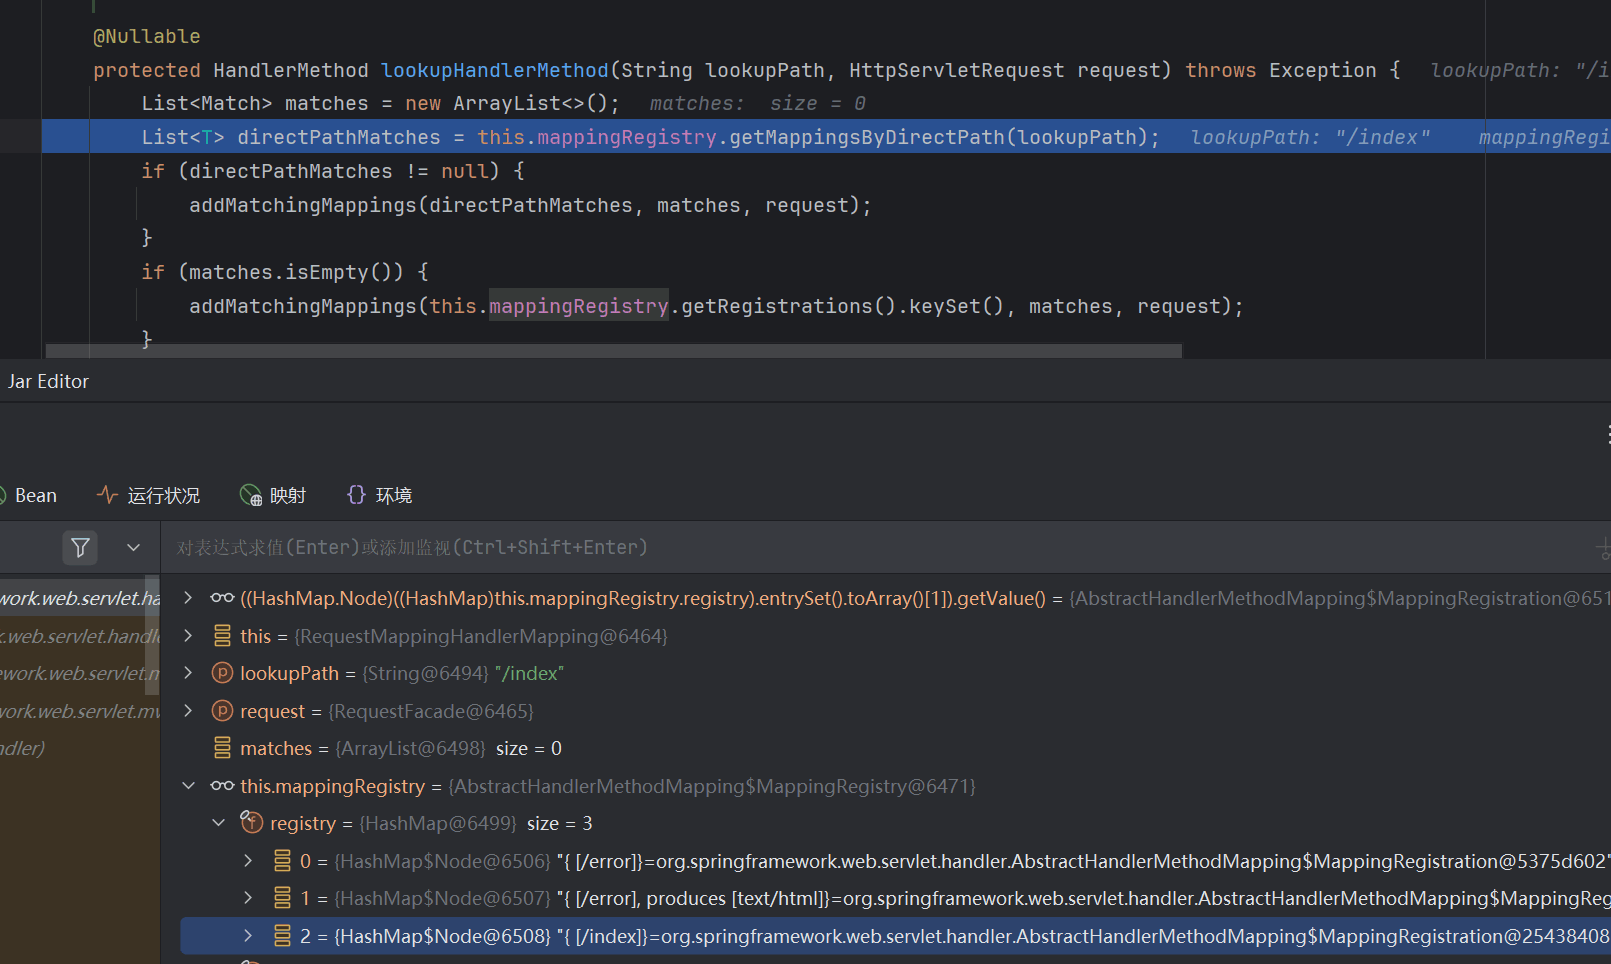 @Nullable
protected HandlerMethod lookupHandlerMethod(String lookupPath, HttpServletRequest request) throws Exception {   lookupPath: "/i
List<Match> matches = new ArrayList<>();   matches:  size = 0
List<T> directPathMatches = this.mappingRegistry.getMappingsByDirectPath(lookupPath);   lookupPath: "/index"    mappingRegi
if (directPathMatches != null) {
addMatchingMappings(directPathMatches, matches, request);
}
if (matches.isEmpty()) {
addMatchingMappings(this.mappingRegistry.getRegistrations().keySet(), matches, request);
}
Jar Editor
Bean 运行状况 映射 {} 环境
对表达式求值(Enter)或添加监视(Ctrl+Shift+Enter)
work.web.servlet.ha
((HashMap.Node)((HashMap)this.mappingRegistry.registry).entrySet().toArray()[1]).getValue() = {AbstractHandlerMethodMapping$MappingRegistration@651
k.web.servlet.handle
this = {RequestMappingHandlerMapping@6464}
ework.web.servlet.m
lookupPath = {String@6494} "/index"
work.web.servlet.mv
request = {RequestFacade@6465}
ndler)
matches = {ArrayList@6498} size = 0
this.mappingRegistry = {AbstractHandlerMethodMapping$MappingRegistry@6471}
registry = {HashMap@6499} size = 3
0 = {HashMap$Node@6506} "{ [/error]}=org.springframework.web.servlet.handler.AbstractHandlerMethodMapping$MappingRegistration@5375d602"
1 = {HashMap$Node@6507} "{ [/error], produces [text/html]}=org.springframework.web.servlet.handler.AbstractHandlerMethodMapping$MappingReg
2 = {HashMap$Node@6508} "{ [/index]}=org.springframework.web.servlet.handler.AbstractHandlerMethodMapping$MappingRegistration@25438408